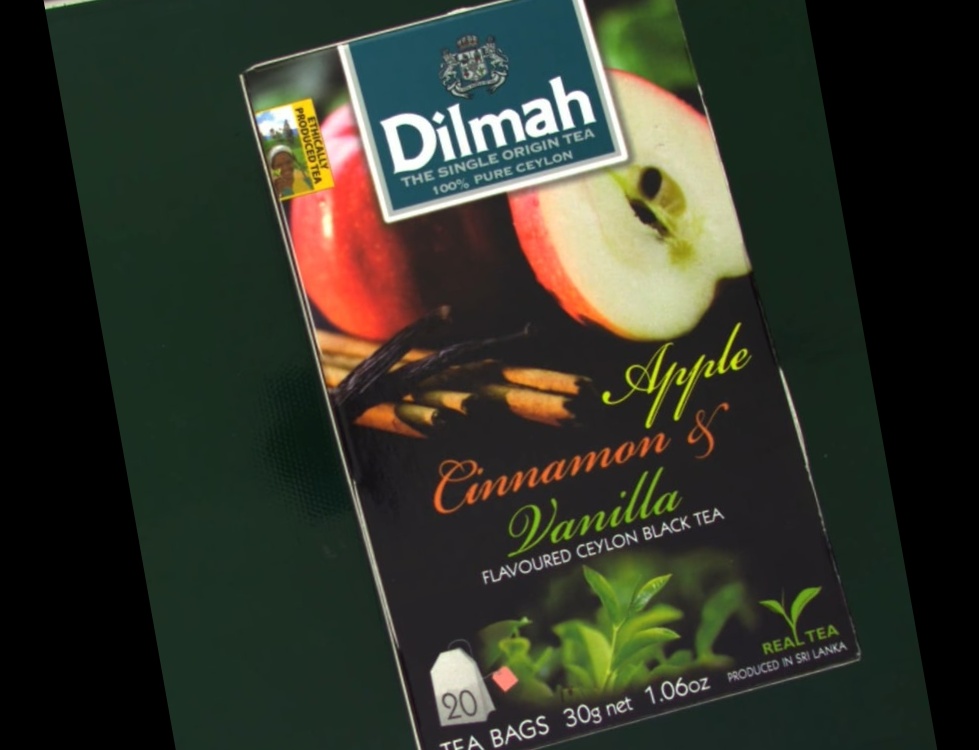 Dilmah
THE SINGLE ORIGIN TEA
100% PURE CEYLON
ETHICALLY
PRODUCED TEA
Apple
Cinnamon &
Vanilla
FLAVOURED CEYLON BLACK TEA
REAL TEA
PRODUCED IN SRI LANKA
20
TEA BAGS 30g net 1.06oz